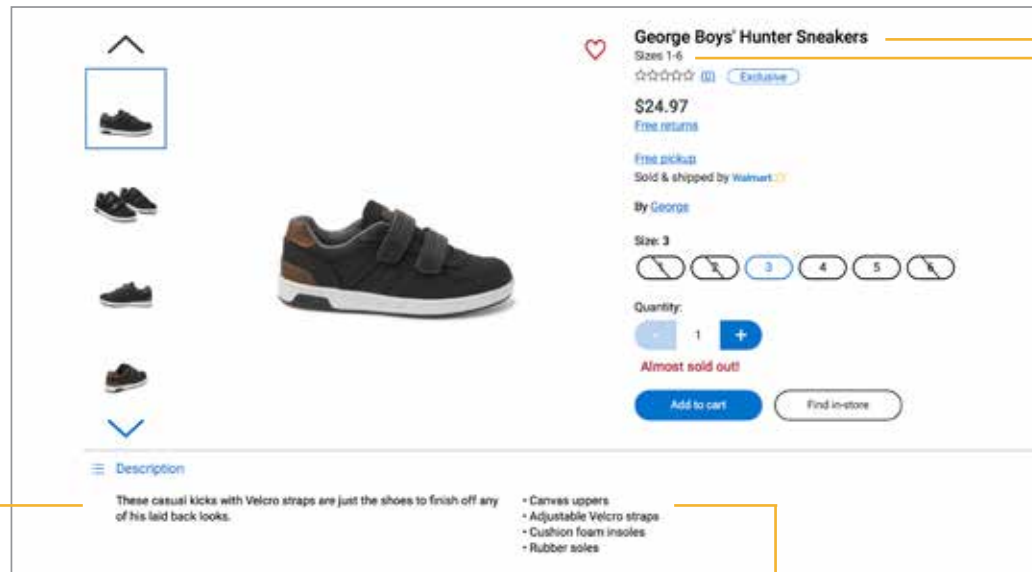 George Boys' Hunter Sneakers
Sizes 1-6
(0) Exclusive
$24.97
Free returns
Free pickup
Sold & shipped by Walmart
By George
Size: 3
1 2 3 4 5 6
Quantity:
- 1 +
Almost sold out!
Add to cart Find in-store
Description
These casual kicks with Velcro straps are just the shoes to finish off any
of his laid back looks.
• Canvas uppers
• Adjustable Velcro straps
• Cushion foam insoles
• Rubber soles